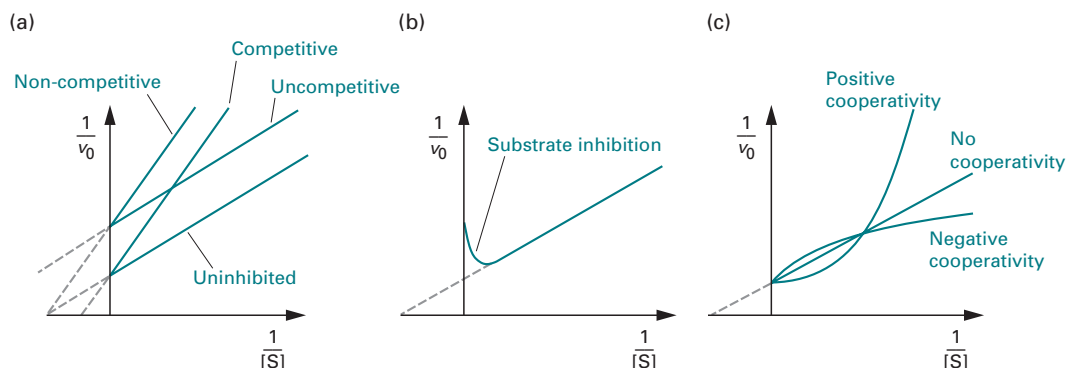 (a)
Non-competitive
Competitive
Uncompetitive
1
v0
Uninhibited
1
[S]
(b)
1
v0
Substrate inhibition
1
[S]
(c)
Positive
cooperativity
1
v0
No
cooperativity
Negative
cooperativity
1
[S]